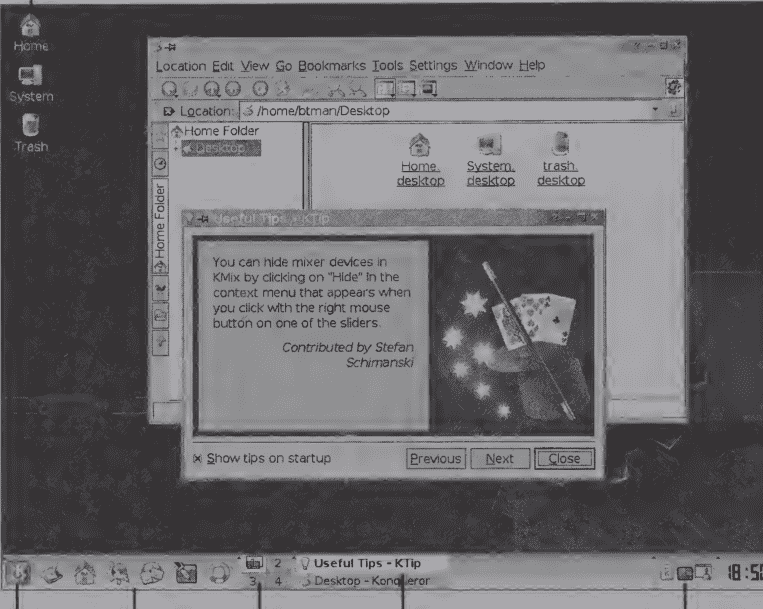 Home
System
Trash
Location Edit View Go Bookmarks Tools Settings Window Help
Location: /home/btman/Desktop
Home Folder
Desktop
Home Folder
Home.
desktop
System.
desktop
trash.
desktop
Useful Tips - KTip
You can hide mixer devices in
KMix by clicking on "Hide" in the
context menu that appears when
you click with the right mouse
button on one of the sliders.
Contributed by Stefan
Schimanski
Show tips on startup
Previous
Next
Close
2
Useful Tips - KTip
3 4
Desktop - Konqueror